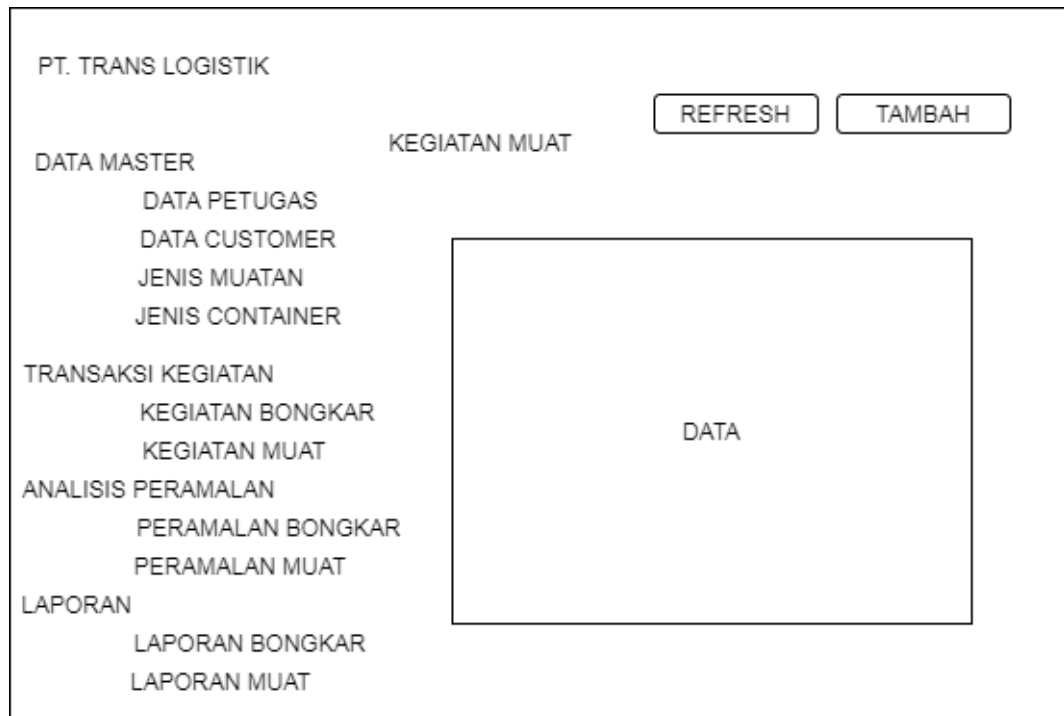 PT. TRANS LOGISTIK
REFRESH
TAMBAH
KEGIATAN MUAT
DATA MASTER
DATA PETUGAS
DATA CUSTOMER
JENIS MUATAN
JENIS CONTAINER
TRANSAKSI KEGIATAN
KEGIATAN BONGKAR
KEGIATAN MUAT
ANALISIS PERAMALAN
PERAMALAN BONGKAR
PERAMALAN MUAT
LAPORAN
LAPORAN BONGKAR
LAPORAN MUAT
DATA